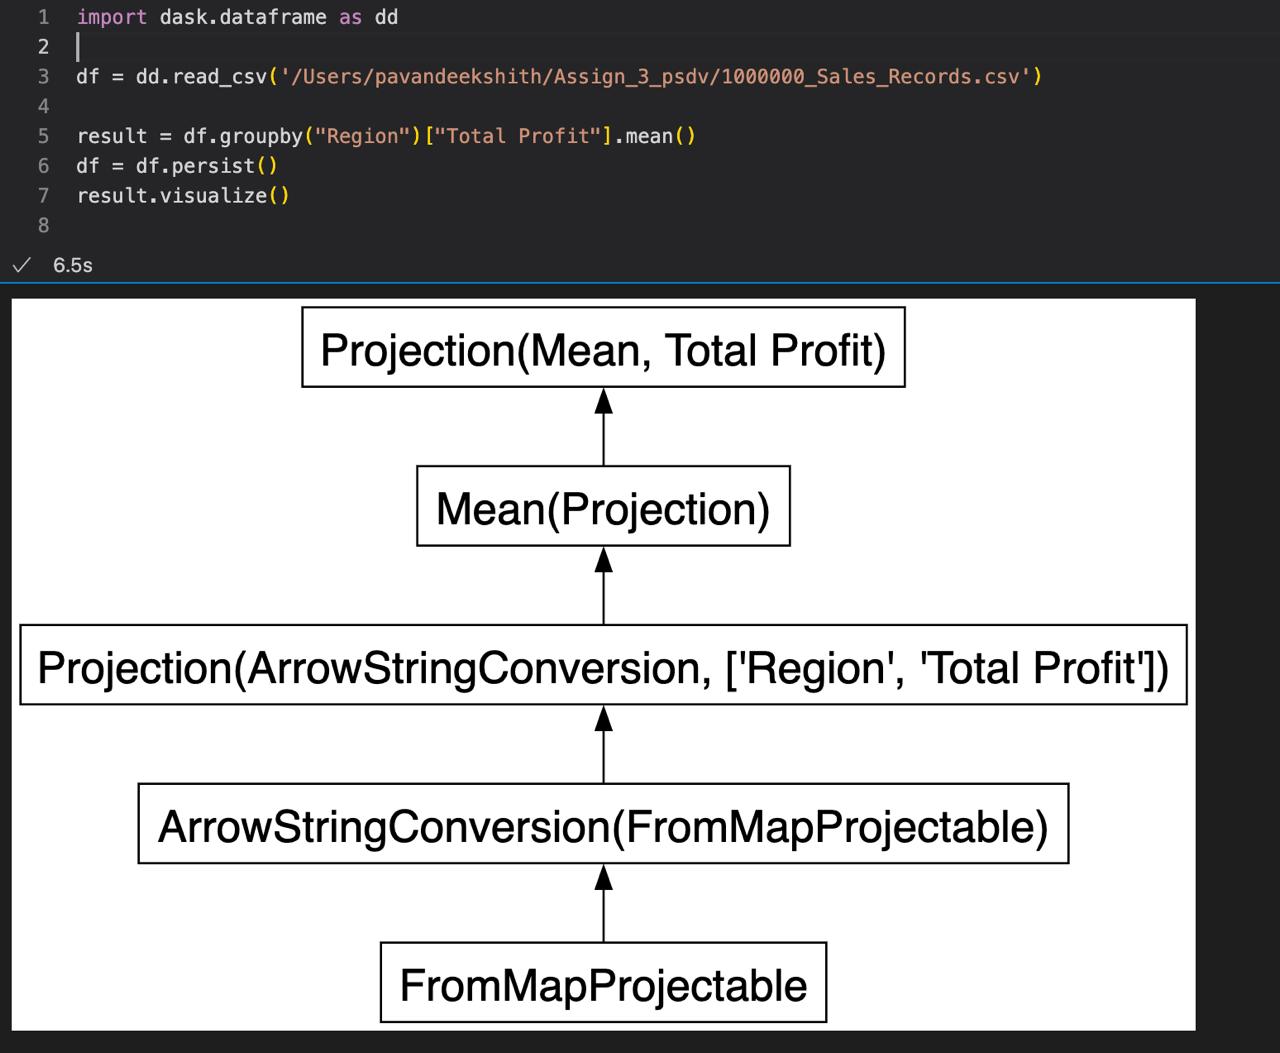 1 import dask.dataframe as dd
2
3 df = dd.read_csv('/Users/pavandeekshith/Assign_3_psdv/1000000_Sales_Records.csv')
4
5 result = df.groupby("Region")["Total Profit"].mean()
6 df = df.persist()
7 result.visualize()
8
✓ 6.5s
Projection(Mean, Total Profit)
Mean(Projection)
Projection(ArrowStringConversion, ['Region', 'Total Profit'])
ArrowStringConversion(FromMapProjectable)
FromMapProjectable